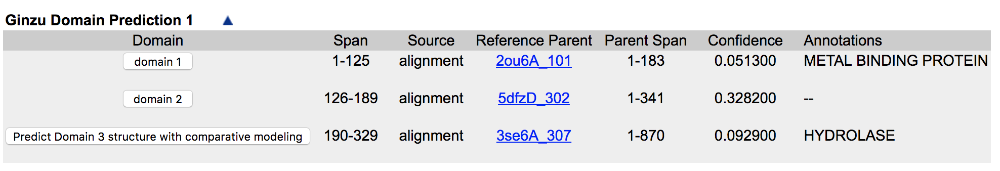 Ginzu Domain Prediction 1
Domain Span Source Reference Parent Parent Span Confidence Annotations
domain 1 1-125 alignment 2ou6A_101 1-183 0.051300 METAL BINDING PROTEIN
domain 2 126-189 alignment 5dfzD_302 1-341 0.328200 --
Predict Domain 3 structure with comparative modeling 190-329 alignment 3se6A_307 1-870 0.092900 HYDROLASE